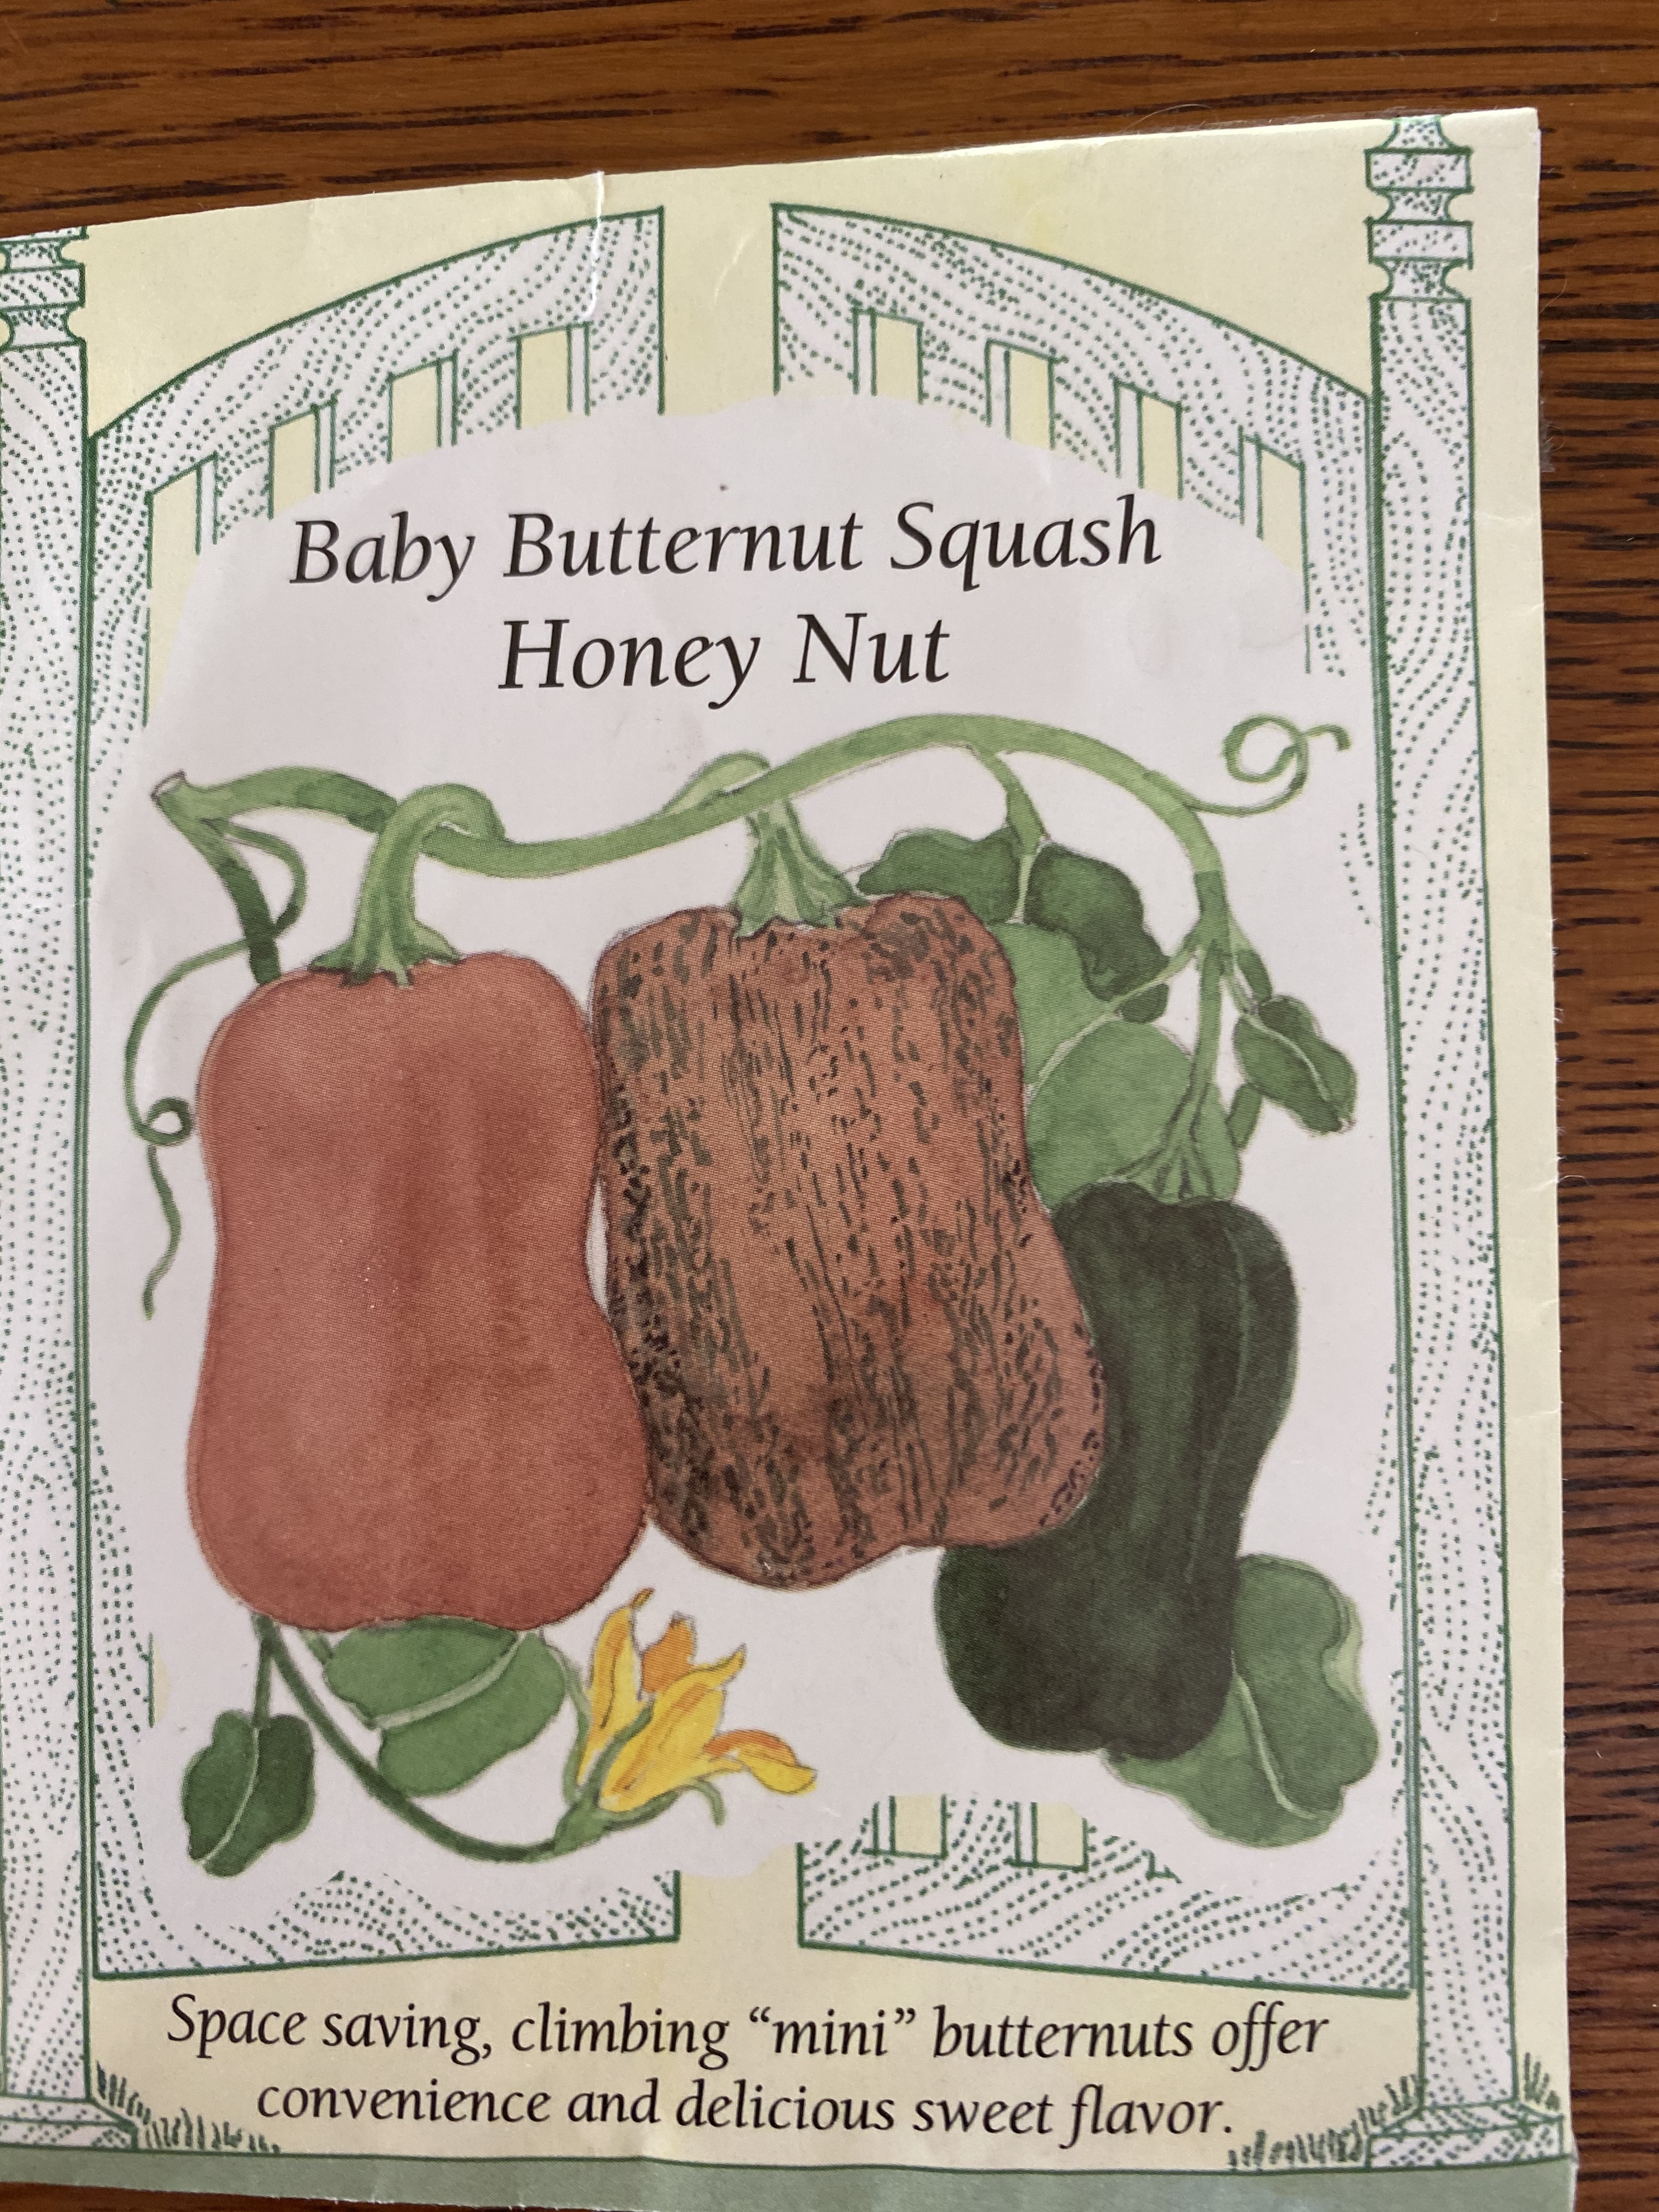 Baby Butternut Squash
Honey Nut
Space saving, climbing “mini” butternuts offer
convenience and delicious sweet flavor.